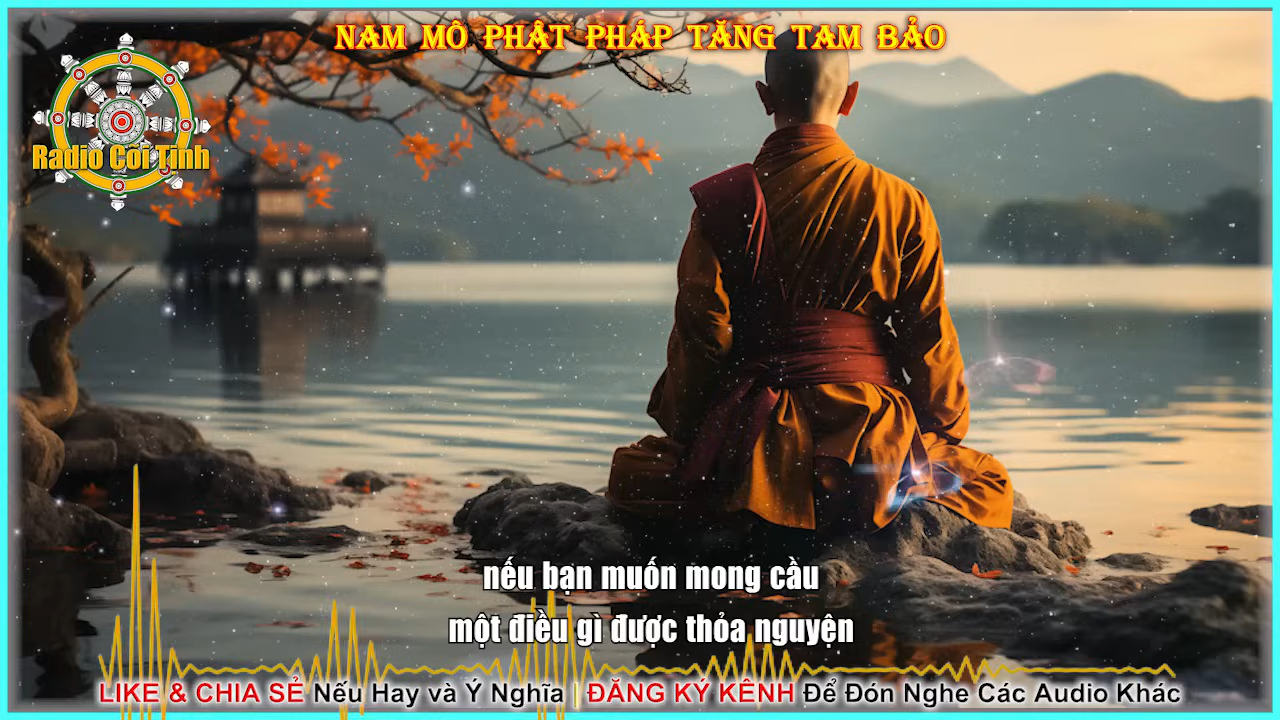 NAM MÔ PHẬT PHÁP TĂNG TAM BẢO
Radio Cõi Tịnh
nếu bạn muốn mong cầu
một điều gì được thỏa nguyện
LIKE & CHIA SẺ Nếu Hay và Ý Nghĩa | ĐĂNG KÝ KÊNH Để Đón Nghe Các Audio Khác